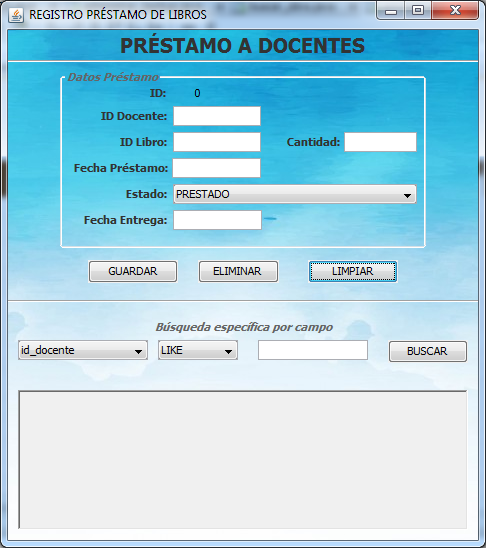 REGISTRO PRÉSTAMO DE LIBROS
PRÉSTAMO A DOCENTES
Datos Préstamo
ID: 0
ID Docente:
ID Libro: Cantidad:
Fecha Préstamo:
Estado: PRESTADO
Fecha Entrega:
GUARDAR ELIMINAR LIMPIAR
Búsqueda específica por campo
id_docente LIKE BUSCAR